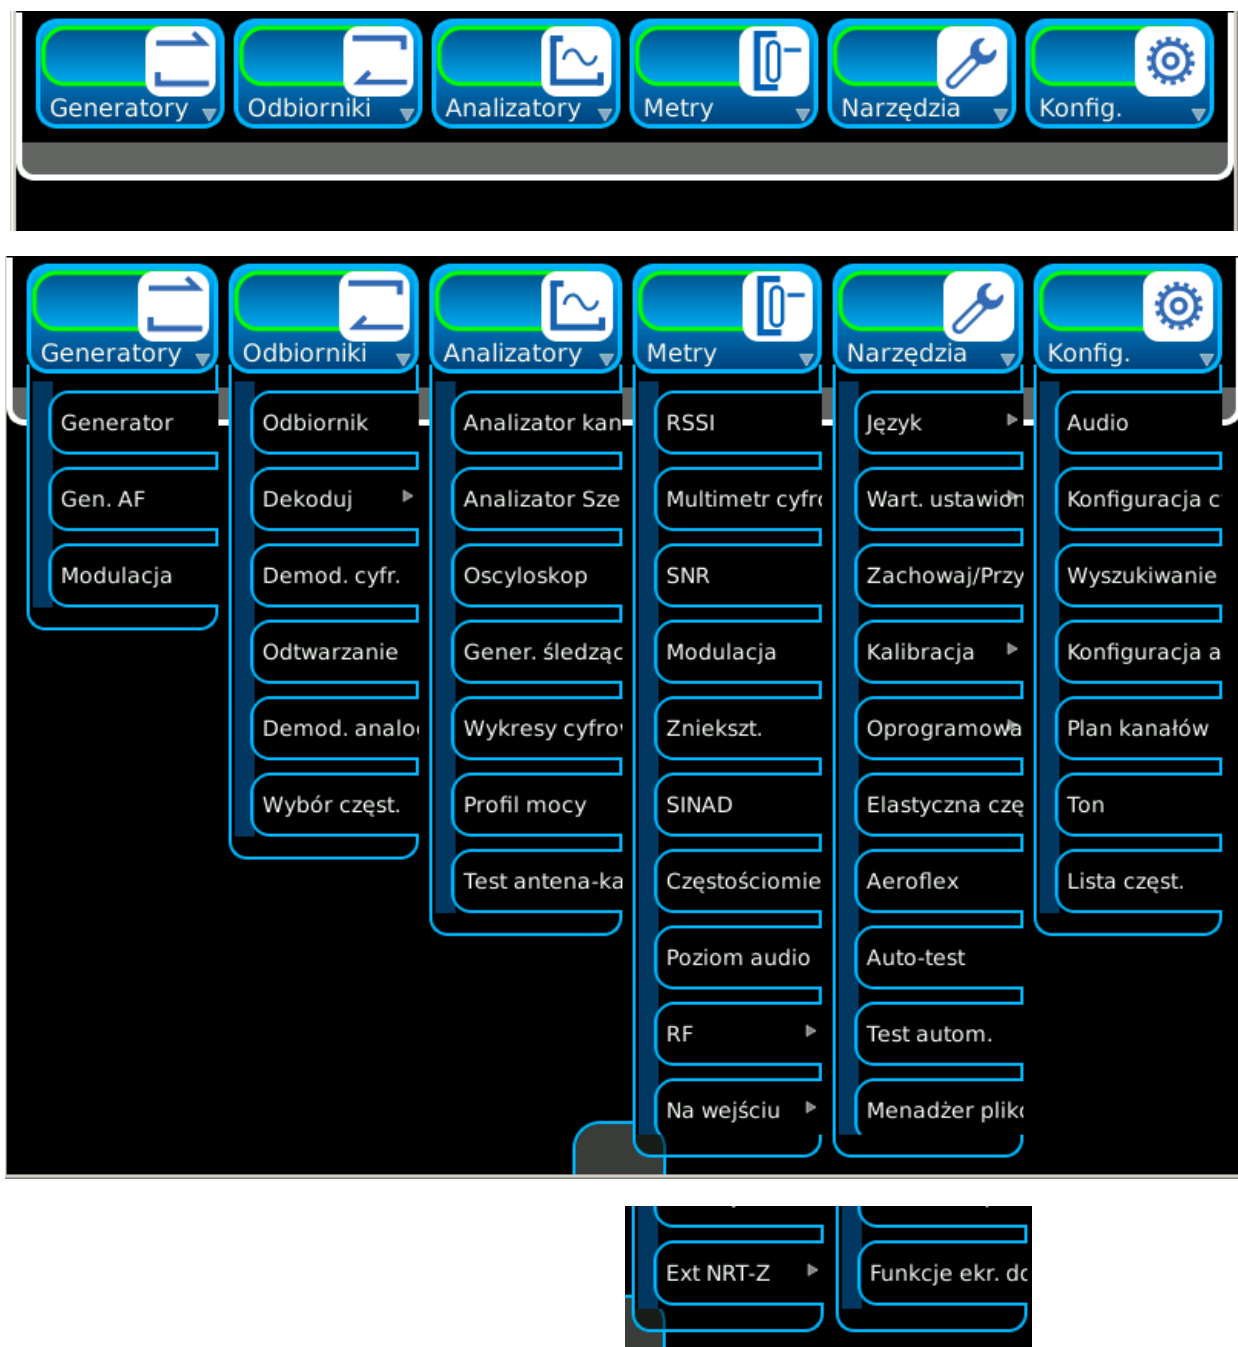 Generatory
Odbiorniki
Analizatory
Metry
Narzędzia
Konfig.
Generatory
Odbiorniki
Analizatory
Metry
Narzędzia
Konfig.
Generator
Gen. AF
Modulacja
Odbiornik
Dekoduj
Demod. cyfr.
Odtwarzanie
Demod. analo
Wybór częst.
Analizator kan
Analizator Sze
Oscyloskop
Gener. śledząc
Wykresy cyfro
Profil mocy
Test antena-ka
RSSI
Multimetr cyfr
SNR
Modulacja
Zniekszt.
SINAD
Częstościomie
Poziom audio
RF
Na wejściu
Język
Wart. ustawion
Zachowaj/Przy
Kalibracja
Oprogramowa
Elastyczna czę
Aeroflex
Auto-test
Test autom.
Menadżer plik
Audio
Konfiguracja c
Wyszukiwanie
Konfiguracja a
Plan kanałów
Ton
Lista częst.
Ext NRT-Z
Funkcje ekr. do